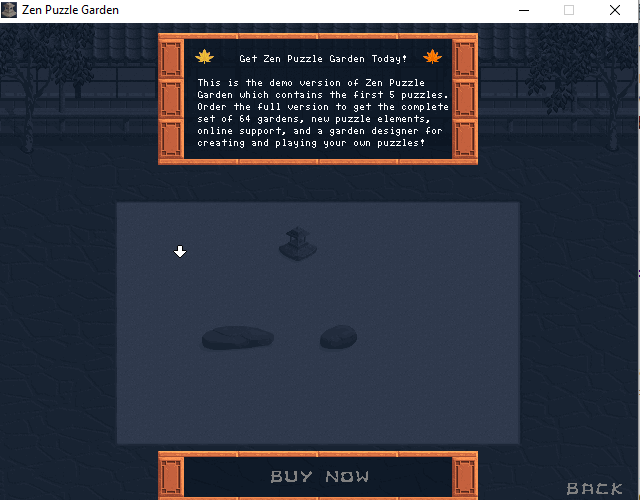 Zen Puzzle Garden
Get Zen Puzzle Garden Today!
This is the demo version of Zen Puzzle
Garden which contains the first 5 puzzles.
Order the full version to get the complete
set of 64 gardens, new puzzle elements,
online support, and a garden designer for
creating and playing your own puzzles!
BUY NOW
BACK